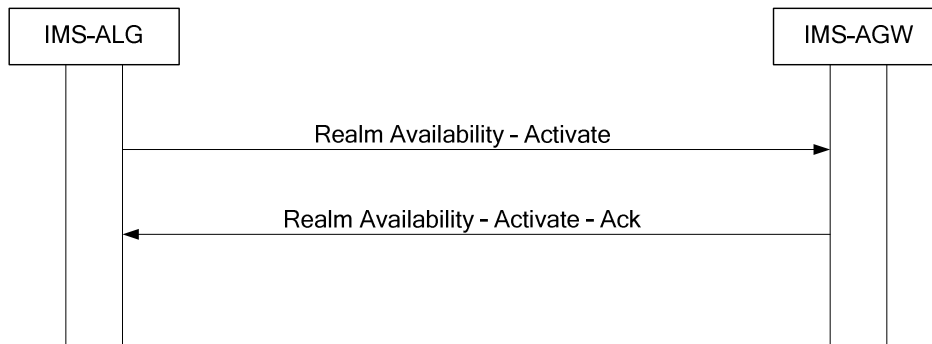 IMS-ALG
IMS-AGW
Realm Availability - Activate
Realm Availability - Activate - Ack